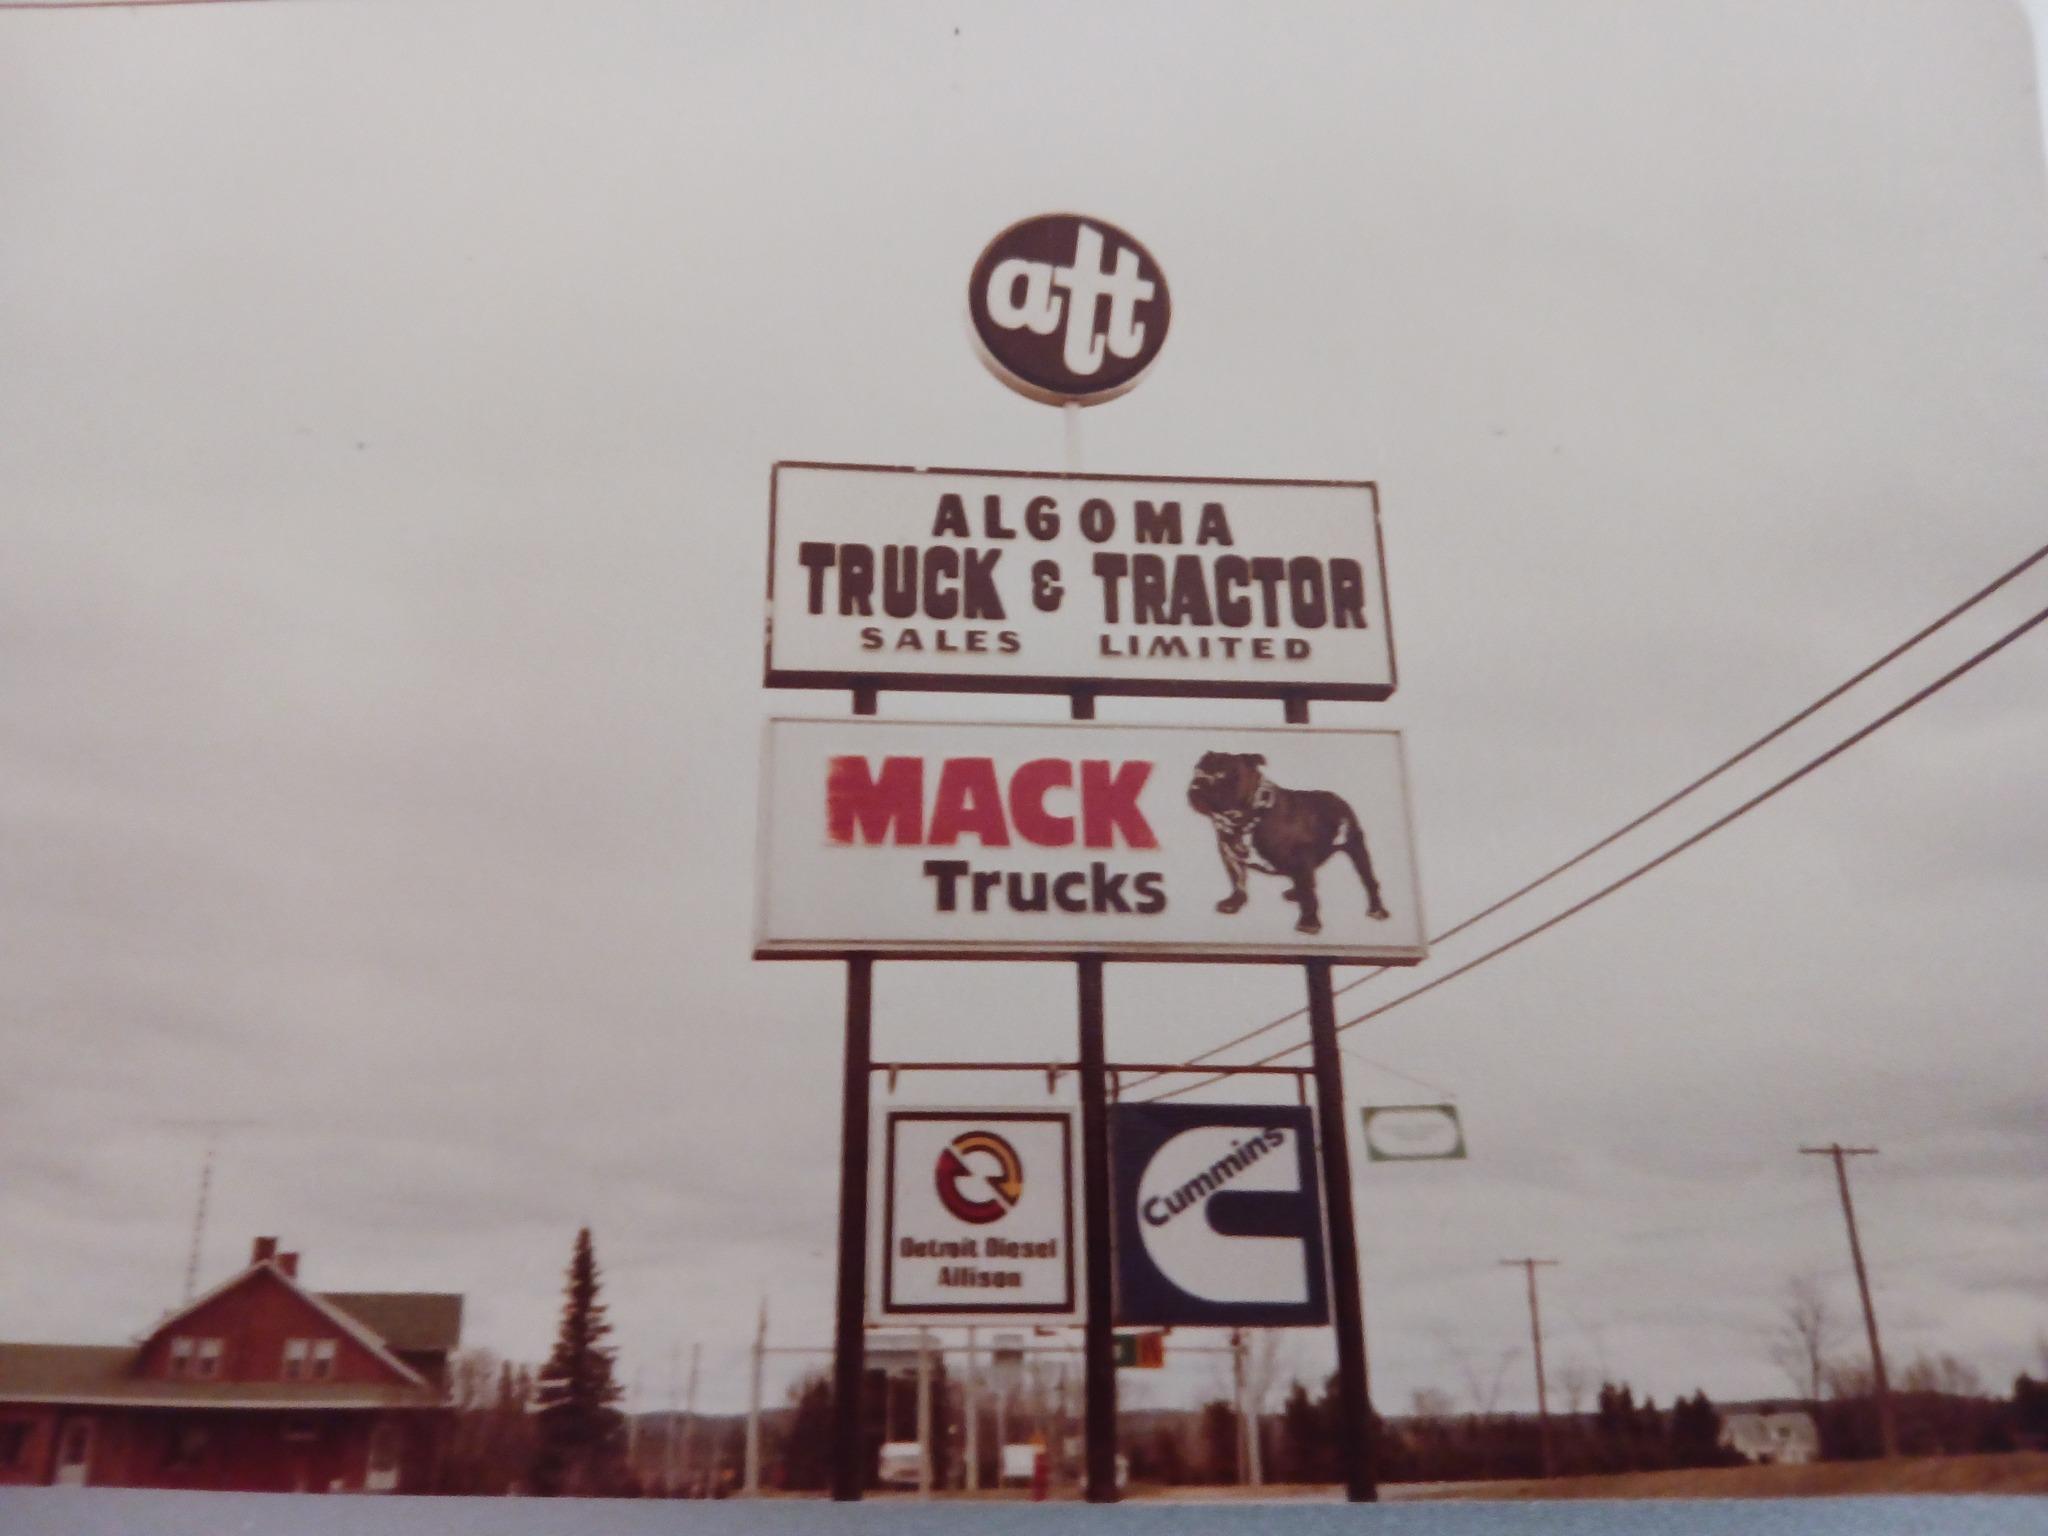 att
ALGOMA
TRUCK & TRACTOR
SALES LIMITED
MACK
Trucks
Detroit Diesel
Allison
Cummins